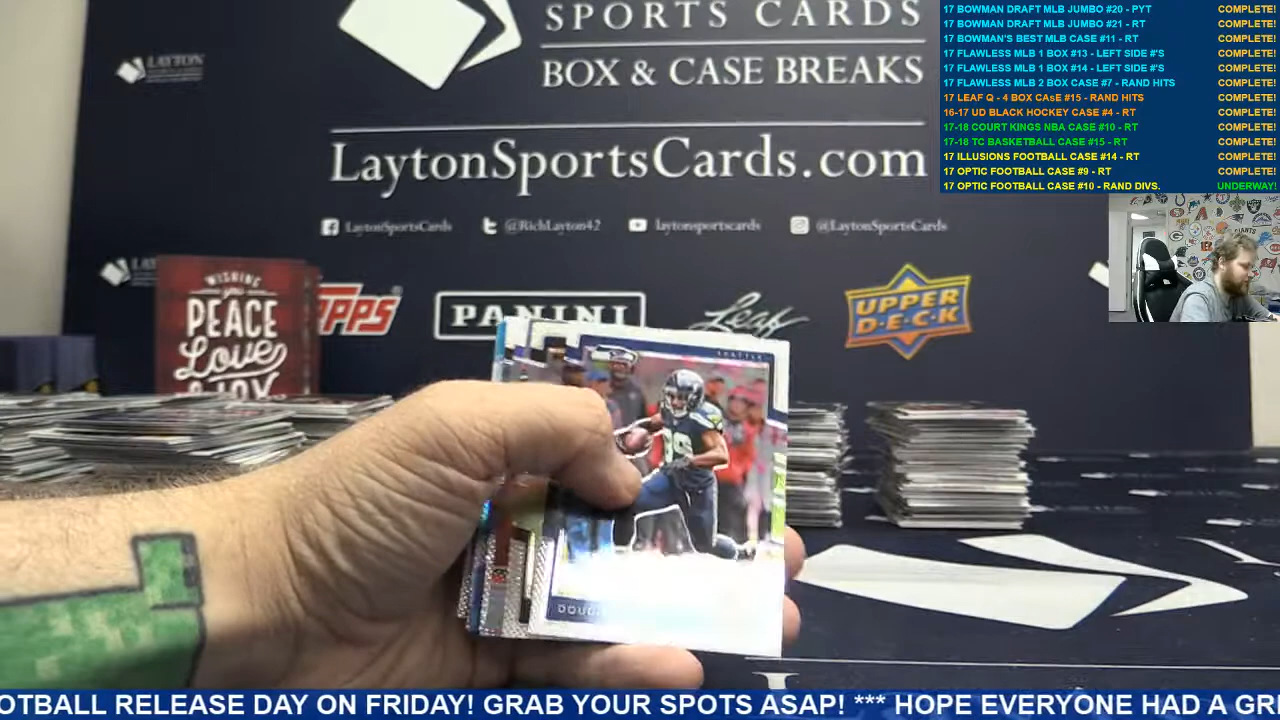 SPORTS CARDS
BOX & CASE BREAKS
LaytonSportsCards.com
LaytonSportsCards
@RichLayton42
laytonsportscards
@LaytonSportsCards
LAYTON
WISHING
you
PEACE
Love
& JOY
PPS
PANINI
Leaf
UPPER
DECK
SEATTLE
DOUG
17 BOWMAN DRAFT MLB JUMBO #20 - PYT COMPLETE!
17 BOWMAN DRAFT MLB JUMBO #21 - RT COMPLETE!
17 BOWMAN'S BEST MLB CASE #11 - RT COMPLETE!
17 FLAWLESS MLB 1 BOX #13 - LEFT SIDE #'S COMPLETE!
17 FLAWLESS MLB 1 BOX #14 - LEFT SIDE #'S COMPLETE!
17 FLAWLESS MLB 2 BOX CASE #7 - RAND HITS COMPLETE!
17 LEAF Q - 4 BOX CAsE #15 - RAND HITS COMPLETE!
16-17 UD BLACK HOCKEY CASE #4 - RT COMPLETE!
17-18 COURT KINGS NBA CASE #10 - RT COMPLETE!
17-18 TC BASKETBALL CASE #15 - RT COMPLETE!
17 ILLUSIONS FOOTBALL CASE #14 - RT COMPLETE!
17 OPTIC FOOTBALL CASE #9 - RT COMPLETE!
17 OPTIC FOOTBALL CASE #10 - RAND DIVS. UNDERWAY!
OTBALL RELEASE DAY ON FRIDAY! GRAB YOUR SPOTS ASAP! *** HOPE EVERYONE HAD A GR